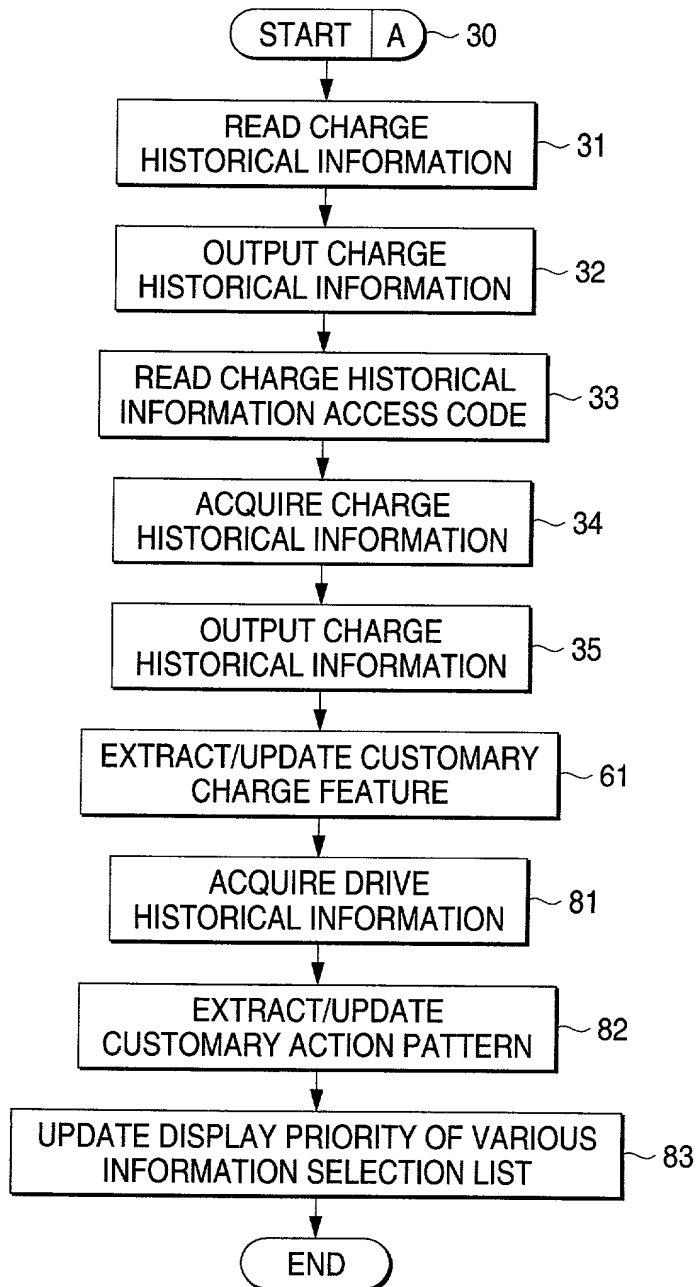 START A 30
READ CHARGE
HISTORICAL INFORMATION
31
OUTPUT CHARGE
HISTORICAL INFORMATION
32
READ CHARGE HISTORICAL
INFORMATION ACCESS CODE
33
ACQUIRE CHARGE
HISTORICAL INFORMATION
34
OUTPUT CHARGE
HISTORICAL INFORMATION
35
EXTRACT/UPDATE CUSTOMARY
CHARGE FEATURE
61
ACQUIRE DRIVE
HISTORICAL INFORMATION
81
EXTRACT/UPDATE
CUSTOMARY ACTION PATTERN
82
UPDATE DISPLAY PRIORITY OF VARIOUS
INFORMATION SELECTION LIST
83
END